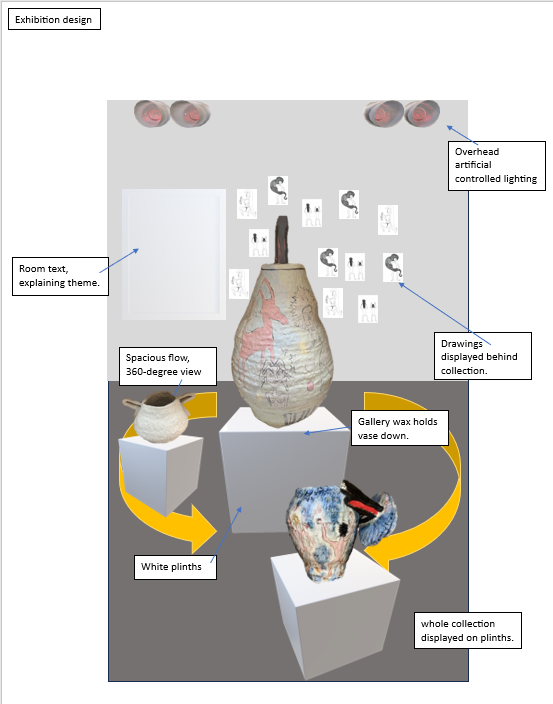 Exhibition design
Overhead
artificial
controlled lighting
Room text,
explaining theme.
Drawings
displayed behind
collection.
Spacious flow,
360-degree view
Gallery wax holds
vase down.
White plinths
whole collection
displayed on plinths.